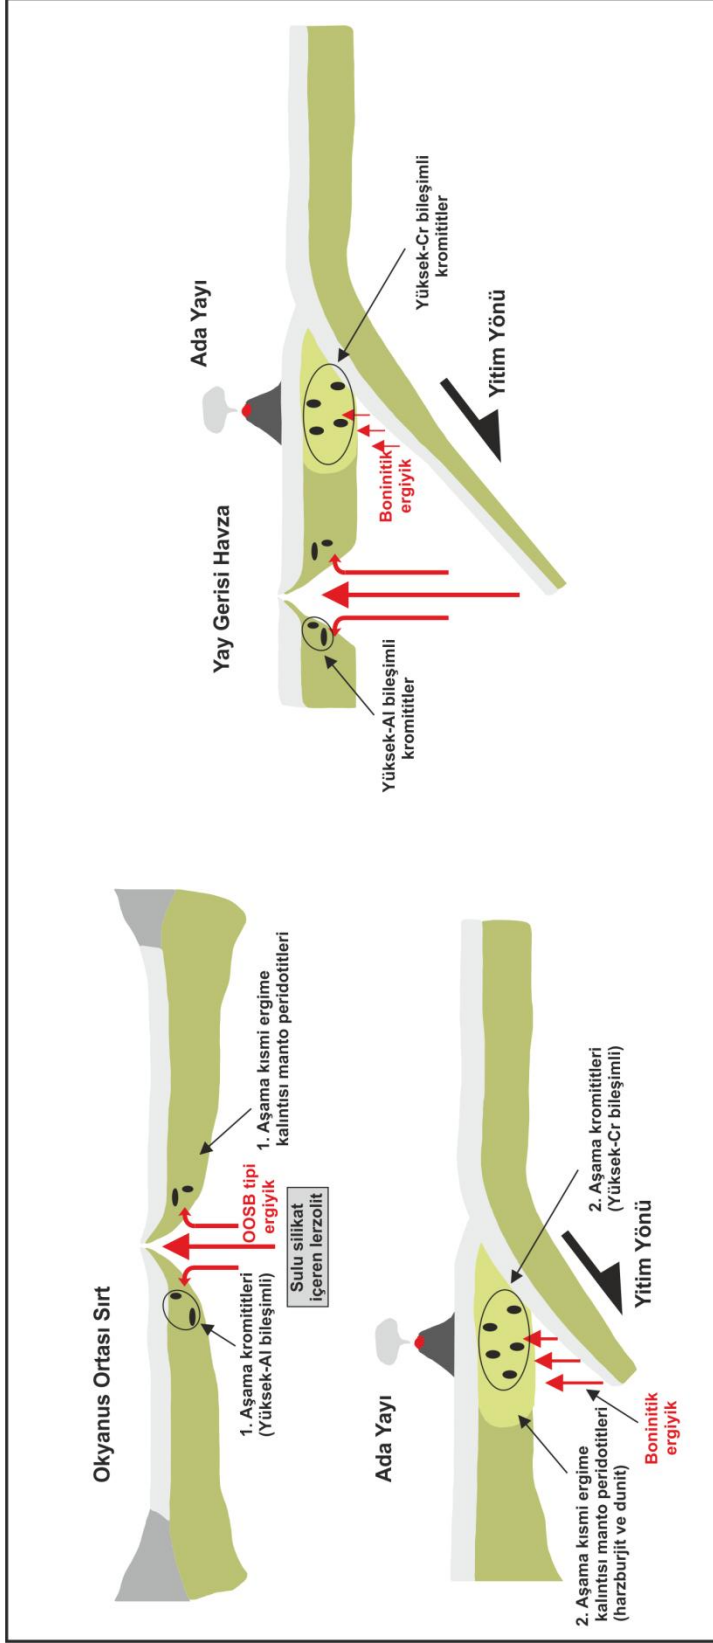 Okyanus Ortası Sırt
1. Aşama kromititleri
(Yüksek-Al bileşimli)
OOSB tipi
ergiyik
Sulu silikat
içeren lerzolit
1. Aşama kısmi ergime
kalıntısı manto peridotitleri
Ada Yayı
2. Aşama kısmi ergime
kalıntısı manto peridotitleri
(harzburjit ve dunit)
Boninitik
ergiyik
Yitim Yönü
2. Aşama kromititleri
(Yüksek-Cr bileşimli)
Yay Gerisi Havza
Ada Yayı
Yüksek-Al bileşimli
kromititler
Boninitik
ergiyik
Yitim Yönü
Yüksek-Cr bileşimli
kromititler